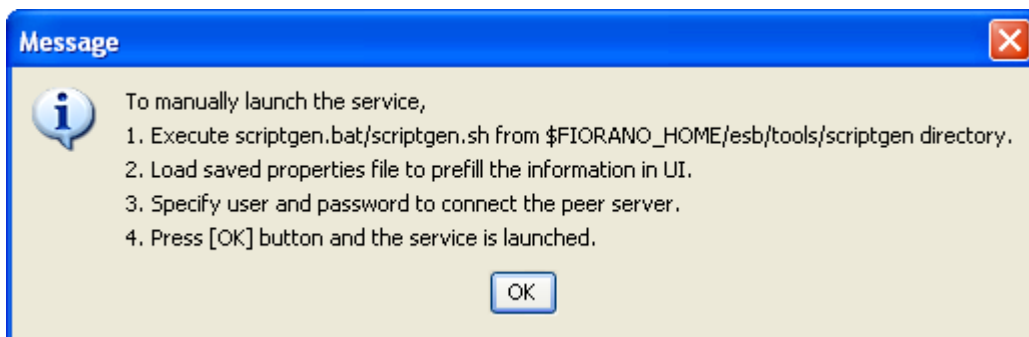 Message
To manually launch the service,
1. Execute scriptgen.bat/scriptgen.sh from $FIORANO_HOME/esb/tools/scriptgen directory.
2. Load saved properties file to prefill the information in UI.
3. Specify user and password to connect the peer server.
4. Press [OK] button and the service is launched.
OK